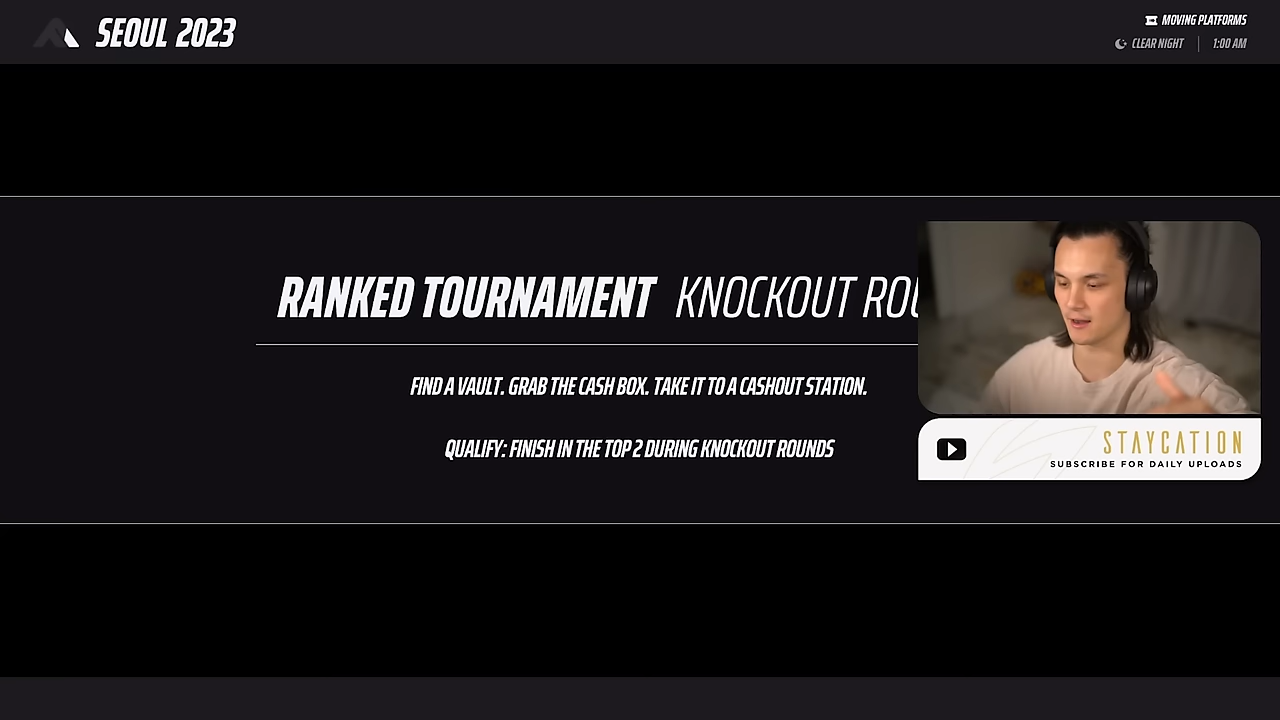 SEOUL 2023
MOVING PLATFORMS
CLEAR NIGHT
1:00 AM
RANKED TOURNAMENT KNOCKOUT
FIND A VAULT. GRAB THE CASH BOX. TAKE IT TO A CASHOUT STATION.
QUALIFY: FINISH IN THE TOP 2 DURING KNOCKOUT ROUNDS
STAYCATION
SUBSCRIBE FOR DAILY UPLOADS